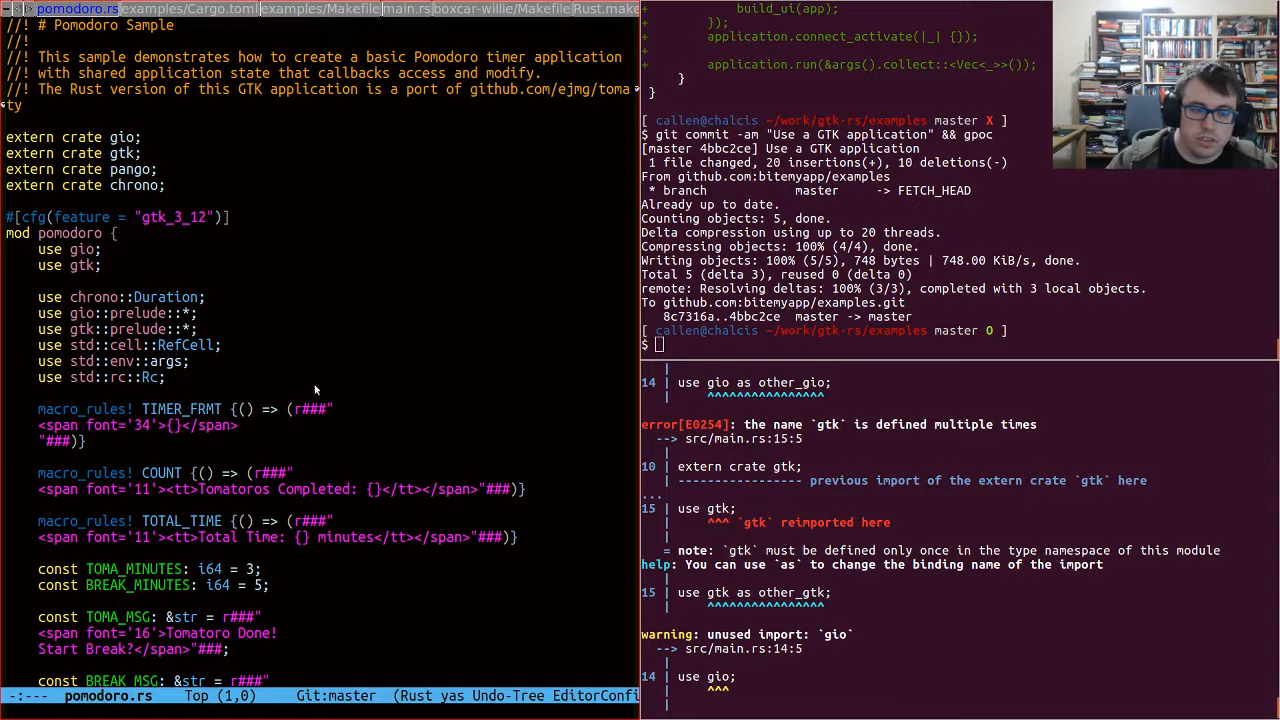 pomodoro.rs examples/Cargo.toml examples/Makefile main.rs boxcar-willie/Makefile Rust.make
//! # Pomodoro Sample
//!
//! This sample demonstrates how to create a basic Pomodoro timer application
//! with shared application state that callbacks access and modify.
//! The Rust version of this GTK application is a port of github.com/ejmg/toma
ty
extern crate gio;
extern crate gtk;
extern crate pango;
extern crate chrono;
#[cfg(feature = "gtk_3_12")]
mod pomodoro {
    use gio;
    use gtk;
    use chrono::Duration;
    use gio::prelude::*;
    use gtk::prelude::*;
    use std::cell::RefCell;
    use std::env::args;
    use std::rc::Rc;
    macro_rules! TIMER_FRMT {() => (r###"
    <span font='34'>{}</span>
    "###)}
    macro_rules! COUNT {() => (r###"
    <span font='11'><tt>Tomatoros Completed: {}</tt></span>"###)}
    macro_rules! TOTAL_TIME {() => (r###"
    <span font='11'><tt>Total Time: {} minutes</tt></span>"###)}
    const TOMA_MINUTES: i64 = 3;
    const BREAK_MINUTES: i64 = 5;
    const TOMA_MSG: &str = r###"
    <span font='16'>Tomatoro Done!
    Start Break?</span>"###;
    const BREAK_MSG: &str = r###"
-:--- pomodoro.rs Top (1,0) Git:master (Rust yas Undo-Tree EditorConfi
+ build_ui(app);
+ });
+ application.connect_activate(|_| {});
+
+ application.run(&args().collect::<Vec<_>>());
}
}
[ callen@chalcis ~/work/gtk-rs/examples master X ]
$ git commit -am "Use a GTK application" && gpoc
[master 4bbc2ce] Use a GTK application
 1 file changed, 20 insertions(+), 10 deletions(-)
From github.com:bitemyapp/examples
 * branch master -> FETCH_HEAD
Already up to date.
Counting objects: 5, done.
Delta compression using up to 20 threads.
Compressing objects: 100% (4/4), done.
Writing objects: 100% (5/5), 748 bytes | 748.00 KiB/s, done.
Total 5 (delta 3), reused 0 (delta 0)
remote: Resolving deltas: 100% (3/3), completed with 3 local objects.
To github.com:bitemyapp/examples.git
   8c7316a..4bbc2ce master -> master
[ callen@chalcis ~/work/gtk-rs/examples master O ]
$
|
14 | use gio as other_gio;
| ^^^^^^^^^^^^^^^^
error[E0254]: the name `gtk` is defined multiple times
--> src/main.rs:15:5
|
10 | extern crate gtk;
| ---------------- previous import of the extern crate `gtk` here
...
15 | use gtk;
| ^^^ `gtk` reimported here
|
= note: `gtk` must be defined only once in the type namespace of this module
help: You can use `as` to change the binding name of the import
|
15 | use gtk as other_gtk;
| ^^^^^^^^^^^^^^^^
warning: unused import: `gio`
--> src/main.rs:14:5
|
14 | use gio;
| ^^^
|